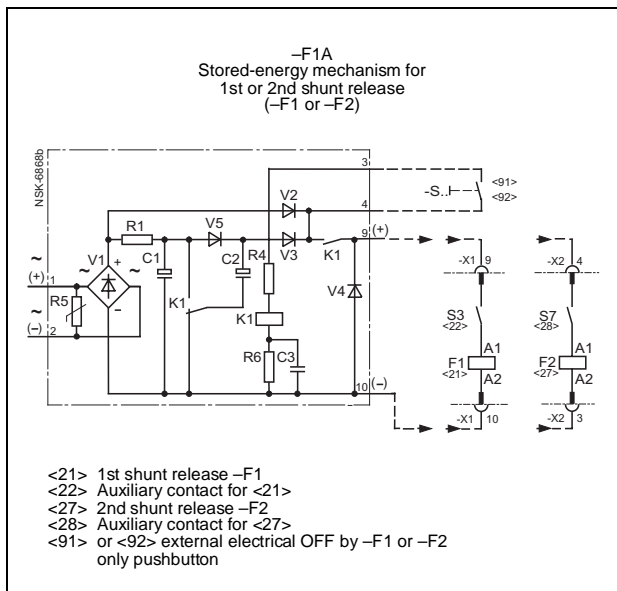 –F1A
Stored-energy mechanism for
1st or 2nd shunt release
(–F1 or –F2)
NSK-6868b
3
<91>
-S..
<92>
V2
4
R1
V5
9 (+)
~
V1
+
C1
C2
R4
V3
K1
(+) 1
~
~
-X1 9
-X2 4
R5
K1
V4
S3
<22>
S7
<28>
~
K1
(–) 2
–
F1
<21>
A1
A2
F2
<27>
A1
A2
R6
C3
10 (–)
-X1 10
-X2 3
<21> 1st shunt release –F1
<22> Auxiliary contact for <21>
<27> 2nd shunt release –F2
<28> Auxiliary contact for <27>
<91> or <92> external electrical OFF by –F1 or –F2
only pushbutton